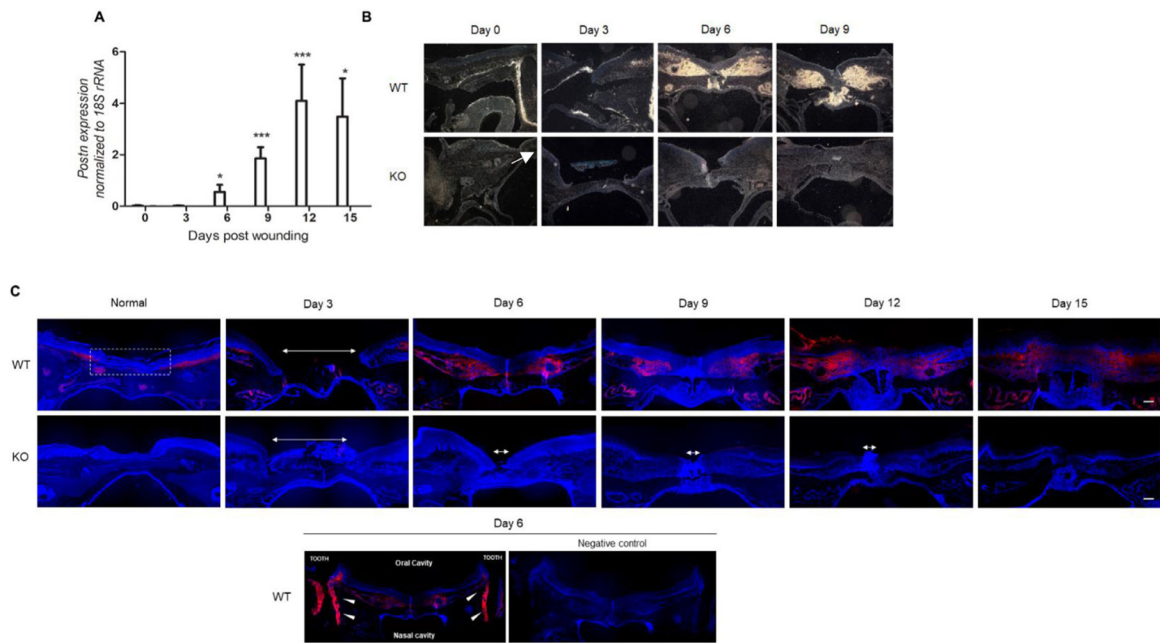 A
Postn expression
normalized to 18S rRNA
6
4
2
0
*
***
***
*
0 3 6 9 12 15
Days post wounding
B
Day 0 Day 3 Day 6 Day 9
WT
KO
C
Normal Day 3 Day 6 Day 9 Day 12 Day 15
WT
KO
Day 6
Negative control
TOOTH Oral Cavity TOOTH
WT
Nasal cavity